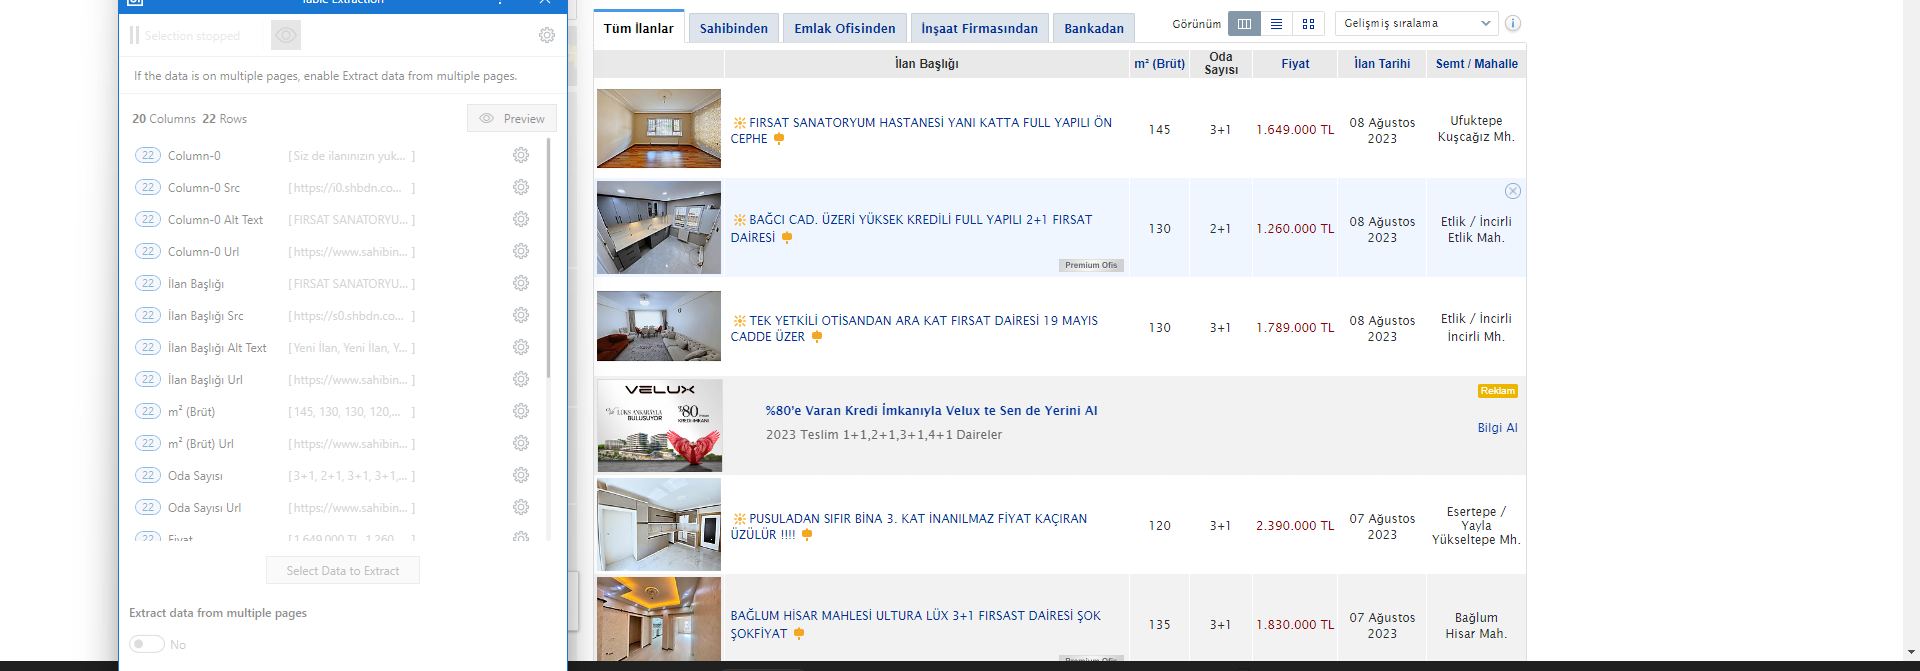 Table Extraction
Selection stopped
If the data is on multiple pages, enable Extract data from multiple pages.
20 Columns 22 Rows
Preview
22 Column-0 [ Siz de ilanınızın yuk... ]
22 Column-0 Src [ https://i0.shbdn.co... ]
22 Column-0 Alt Text [ FIRSAT SANATORYU... ]
22 Column-0 Url [ https://www.sahibin... ]
22 İlan Başlığı [ FIRSAT SANATORYU... ]
22 İlan Başlığı Src [ https://s0.shbdn.co... ]
22 İlan Başlığı Alt Text [ Yeni İlan, Yeni İlan, Y... ]
22 İlan Başlığı Url [ https://www.sahibin... ]
22 m² (Brüt) [ 145, 130, 130, 120,... ]
22 m² (Brüt) Url [ https://www.sahibin... ]
22 Oda Sayısı [ 3+1, 2+1, 3+1, 3+1,... ]
22 Oda Sayısı Url [ https://www.sahibin... ]
22 Fiyat [ 1.649.000 TL, 1.260... ]
Select Data to Extract
Extract data from multiple pages
No
Tüm İlanlar Sahibinden Emlak Ofisinden İnşaat Firmasından Bankadan Görünüm Gelişmiş sıralama
İlan Başlığı m² (Brüt) Oda Sayısı Fiyat İlan Tarihi Semt / Mahalle
FIRSAT SANATORYUM HASTANESİ YANI KATTA FULL YAPILI ÖN
CEPHE
145 3+1 1.649.000 TL
08 Ağustos
2023
Ufuktepe
Kuşcağız Mh.
BAĞCI CAD. ÜZERİ YÜKSEK KREDİLİ FULL YAPILI 2+1 FIRSAT
DAİRESİ
Premium Ofis
130 2+1 1.260.000 TL
08 Ağustos
2023
Etlik / İncirli
Etlik Mah.
TEK YETKİLİ OTİSANDAN ARA KAT FIRSAT DAİRESİ 19 MAYIS
CADDE ÜZER
130 3+1 1.789.000 TL
08 Ağustos
2023
Etlik / İncirli
İncirli Mh.
VELUX
LÜKS ANKARAYLA
BULUŞUYOR
%80
KREDİ İMKANI
%80'e Varan Kredi İmkanıyla Velux te Sen de Yerini Al
2023 Teslim 1+1,2+1,3+1,4+1 Daireler
Reklam
Bilgi Al
PUSULADAN SIFIR BİNA 3. KAT İNANILMAZ FİYAT KAÇIRAN
ÜZÜLÜR !!!!
120 3+1 2.390.000 TL
07 Ağustos
2023
Esertepe /
Yayla
Yükseltepe Mh.
BAĞLUM HİSAR MAHLESİ ULTURA LÜX 3+1 FIRSAST DAİRESİ ŞOK
ŞOKFİYAT
Premium Ofis
135 3+1 1.830.000 TL
07 Ağustos
2023
Bağlum
Hisar Mah.